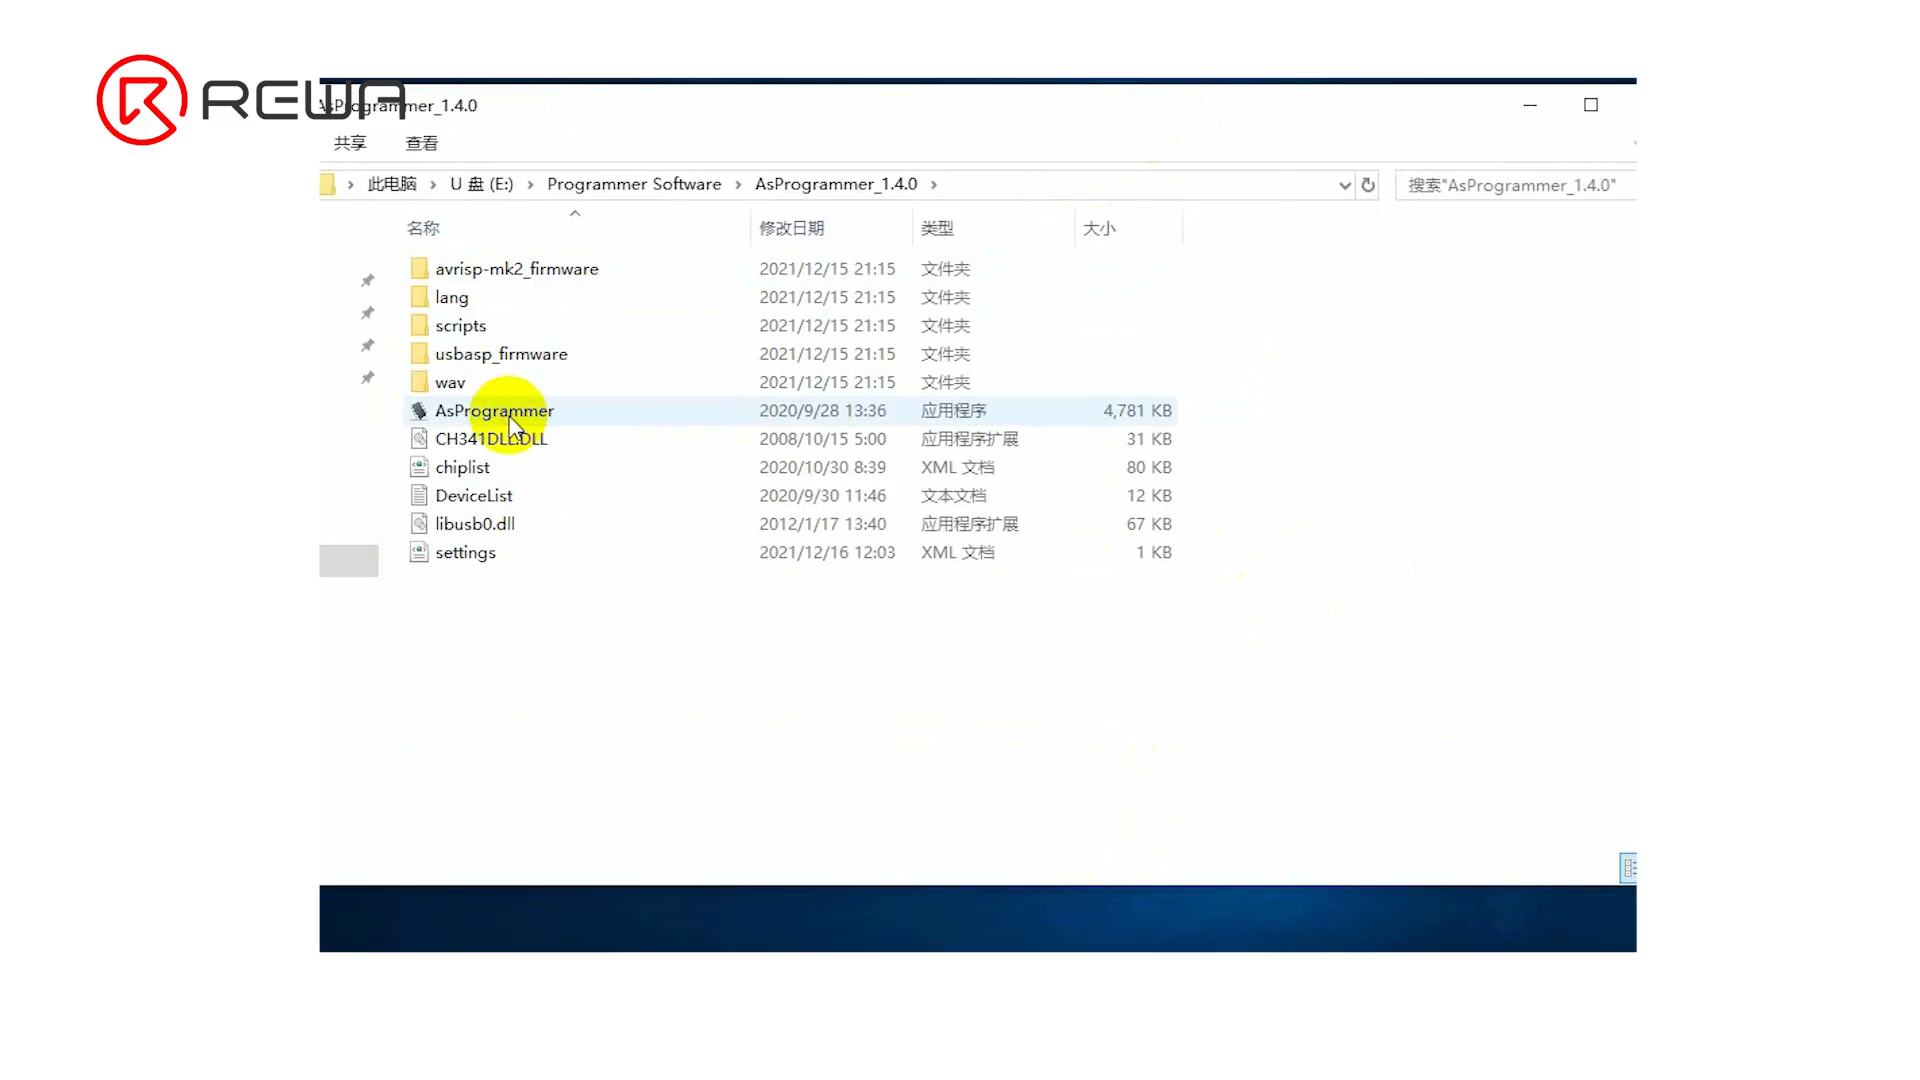 REWA
AsProgrammer_1.4.0
共享 查看
此电脑 › U 盘 (E:) › Programmer Software › AsProgrammer_1.4.0 ›
搜索"AsProgrammer_1.4.0"
名称 修改日期 类型 大小
avrisp-mk2_firmware 2021/12/15 21:15 文件夹
lang 2021/12/15 21:15 文件夹
scripts 2021/12/15 21:15 文件夹
usbasp_firmware 2021/12/15 21:15 文件夹
wav 2021/12/15 21:15 文件夹
AsProgrammer 2020/9/28 13:36 应用程序 4,781 KB
CH341DLL.DLL 2008/10/15 5:00 应用程序扩展 31 KB
chiplist 2020/10/30 8:39 XML 文档 80 KB
DeviceList 2020/9/30 11:46 文本文档 12 KB
libusb0.dll 2012/1/17 13:40 应用程序扩展 67 KB
settings 2021/12/16 12:03 XML 文档 1 KB